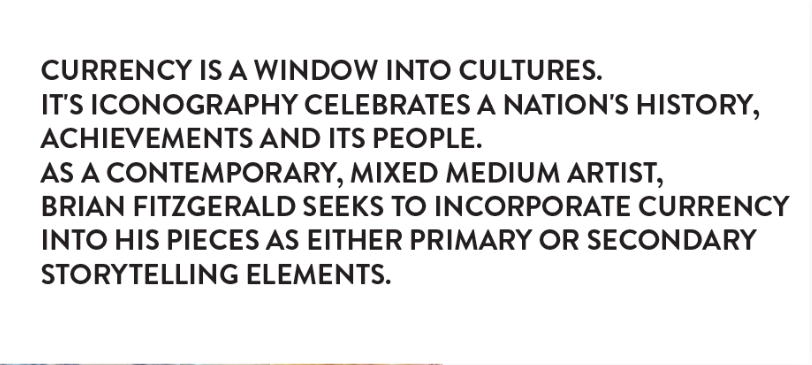 CURRENCY IS A WINDOW INTO CULTURES.
IT'S ICONOGRAPHY CELEBRATES A NATION'S HISTORY,
ACHIEVEMENTS AND ITS PEOPLE.
AS A CONTEMPORARY, MIXED MEDIUM ARTIST,
BRIAN FITZGERALD SEEKS TO INCORPORATE CURRENCY
INTO HIS PIECES AS EITHER PRIMARY OR SECONDARY
STORYTELLING ELEMENTS.